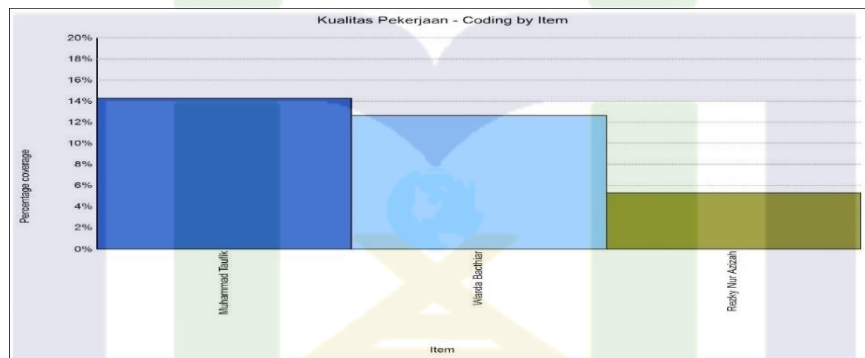 Kualitas Pekerjaan - Coding by Item
Percentage coverage
20%
18%
16%
14%
12%
10%
8%
6%
4%
2%
0%
Muhammad Taufik
Warda Badhiar
Rezky Nur Azizah
Item